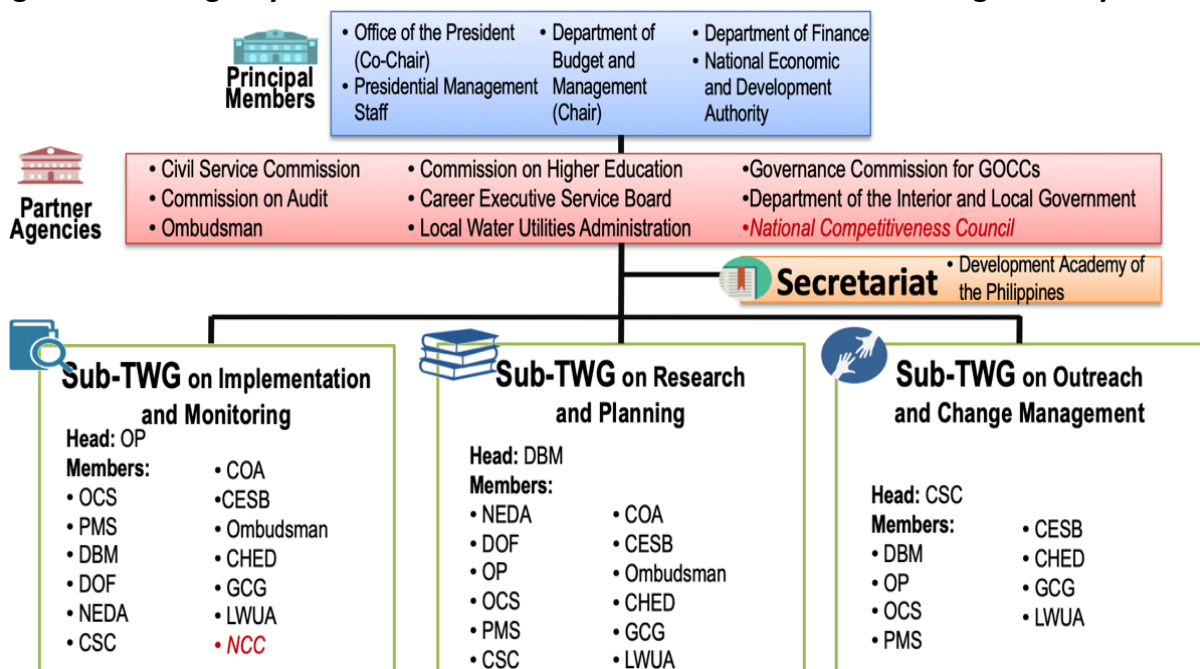 Principal
Members
• Office of the President
(Co-Chair)
• Presidential Management
Staff
• Department of
Budget and
Management
(Chair)
• Department of Finance
• National Economic
and Development
Authority
Partner
Agencies
• Civil Service Commission
• Commission on Audit
• Ombudsman
• Commission on Higher Education
• Career Executive Service Board
• Local Water Utilities Administration
•Governance Commission for GOCCs
•Department of the Interior and Local Government
•National Competitiveness Council
Secretariat
• Development Academy of
the Philippines
Sub-TWG on Implementation
and Monitoring
Head: OP
Members:
• OCS
• PMS
• DBM
• DOF
• NEDA
• CSC
• COA
•CESB
• Ombudsman
• CHED
• GCG
• LWUA
• NCC
Sub-TWG on Research
and Planning
Head: DBM
Members:
• NEDA
• DOF
• OP
• OCS
• PMS
• CSC
• COA
• CESB
• Ombudsman
• CHED
• GCG
• LWUA
Sub-TWG on Outreach
and Change Management
Head: CSC
Members:
• DBM
• OP
• OCS
• PMS
• CESB
• CHED
• GCG
• LWUA